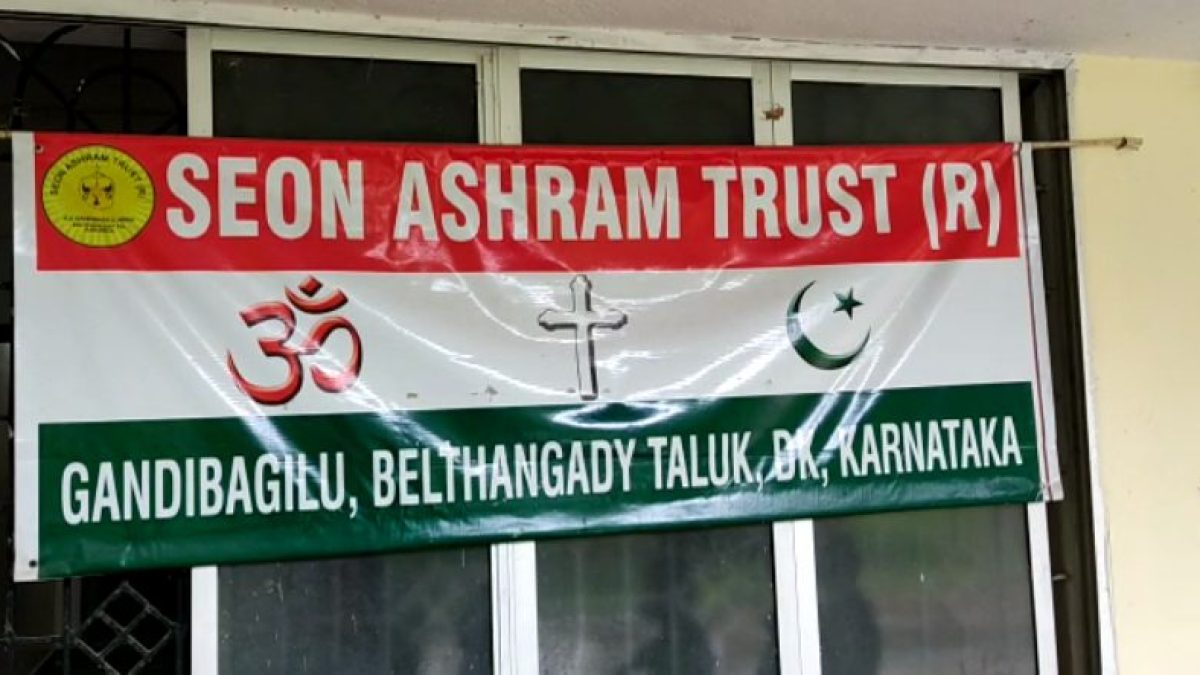 SEON ASHRAM TRUST (R)
SEON ASHRAM TRUST (R)
ॐ
GANDIBAGILU, BELTHANGADY TALUK, DK, KARNATAKA